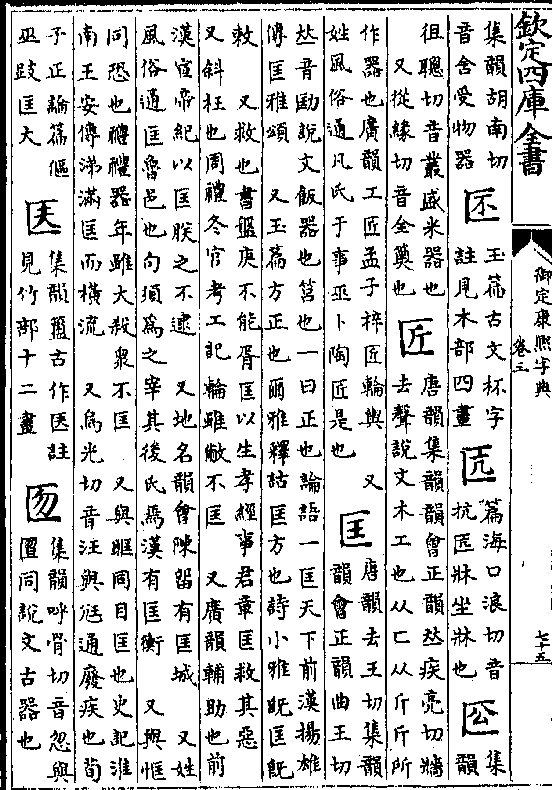 欽定四庫全書
御定康熙字典
卷三
七十五
集韻胡南切
音含受物器
玉篇古文杯字
註見木部四畫
匟
篇海口浪切音
抗匟牀坐牀也
集
韻
徂聰切音叢盛米器也
又從緣切音全奠也
匠
唐韻集韻韻會正韻𠀤疾亮切牆
去聲說文木工也从匚从斤斤所
作器也廣韻工匠孟子梓匠輪輿 又
姓風俗通凡氏于事巫卜陶匠是也
匡
唐韻去王切集韻
韻會正韻曲王切
𠀤音劻說文飯器也筥也一曰正也論語一匡天下前漢揚雄
傳匡雅頌 又玉篇方正也爾雅釋詁匡方也詩小雅既匡既
敕 又救也書盤庚不能胥匡以生孝經事君章匡救其惡
又斜枉也周禮冬官考工記輪雖敝不匡 又廣韻輔助也前
漢宣帝紀以匡朕之不逮 又地名韻會陳留有匡城 又姓
風俗通匡魯邑也句須為之宰其後氏焉漢有匡衡 又與恇
同恐也禮禮器年雖大殺衆不匡 又與眶同目匡也史記淮
南王安傳涕滿匡而橫流 又烏光切音汪與尫通廢疾也荀
子正論篇傴
巫跂匡大
集韻簠古作 註
見竹部十二畫
匢
集韻呼骨切音忽與
同說文古器也